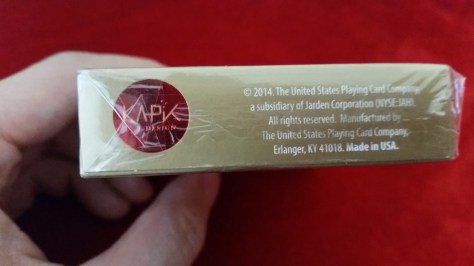 KAPIVE
DESIGN
© 2014. The United States Playing Card Company,
a subsidiary of Jarden Corporation (NYSE:JAH).
All rights reserved. Manufactured by
The United States Playing Card Company,
Erlanger, KY 41018. Made in USA.